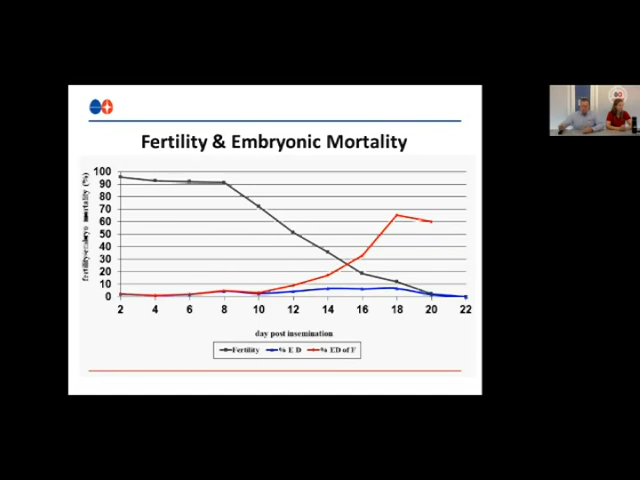 Fertility & Embryonic Mortality
fertility-embryo mortality (%)
100
90
80
70
60
50
40
30
20
10
0
2 4 6 8 10 12 14 16 18 20 22
day post insemination
Fertility % E D % ED of F